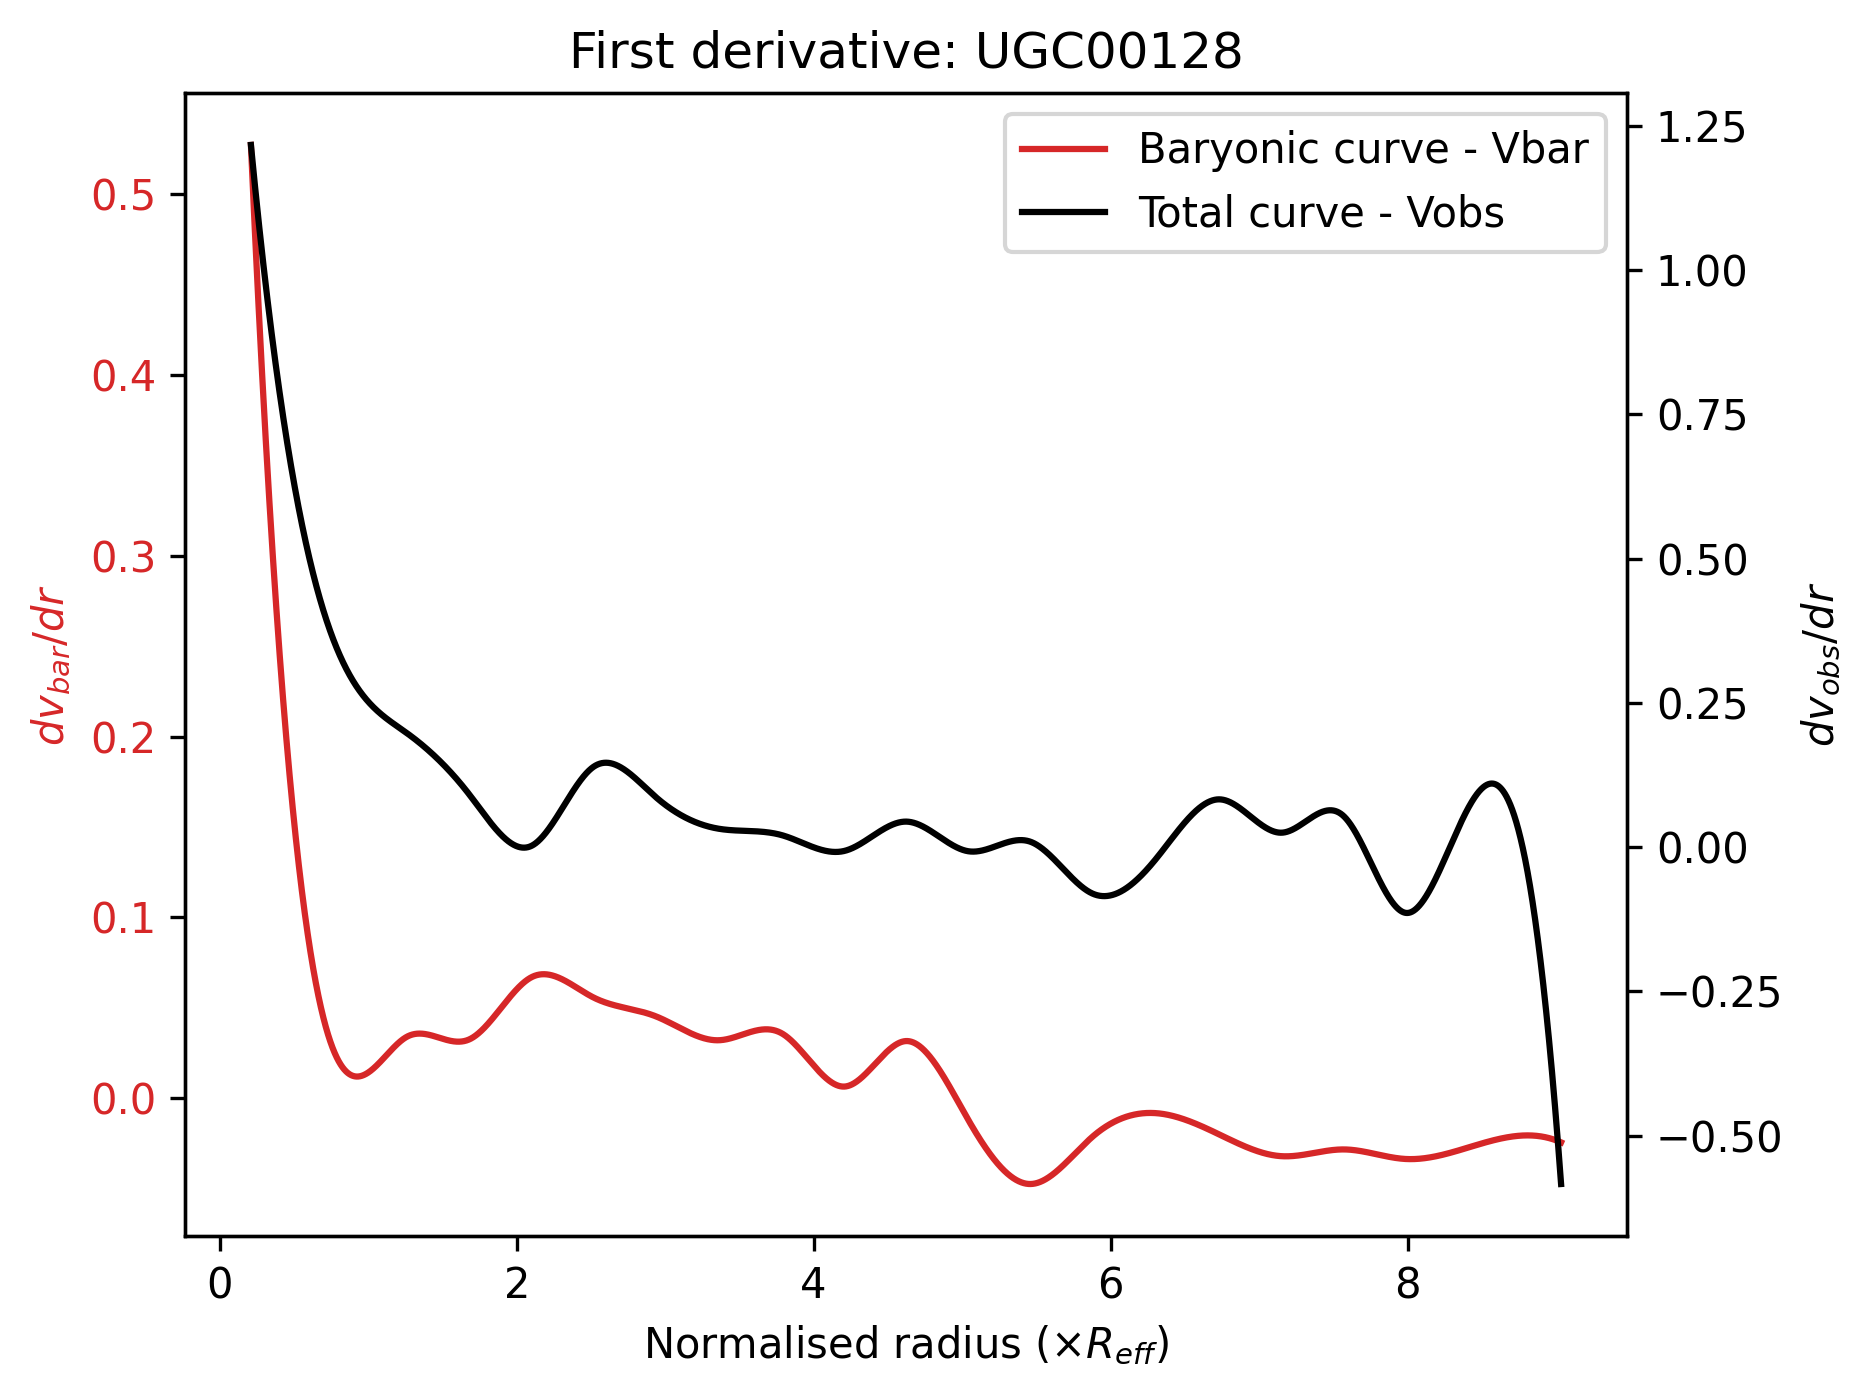 First derivative: UGC00128
Baryonic curve - Vbar
Total curve - Vobs
0.5
0.4
0.3
0.2
0.1
0.0
dv_bar/dr
1.25
1.00
0.75
0.50
0.25
0.00
−0.25
−0.50
dv_obs/dr
0 2 4 6 8
Normalised radius (×R_eff)